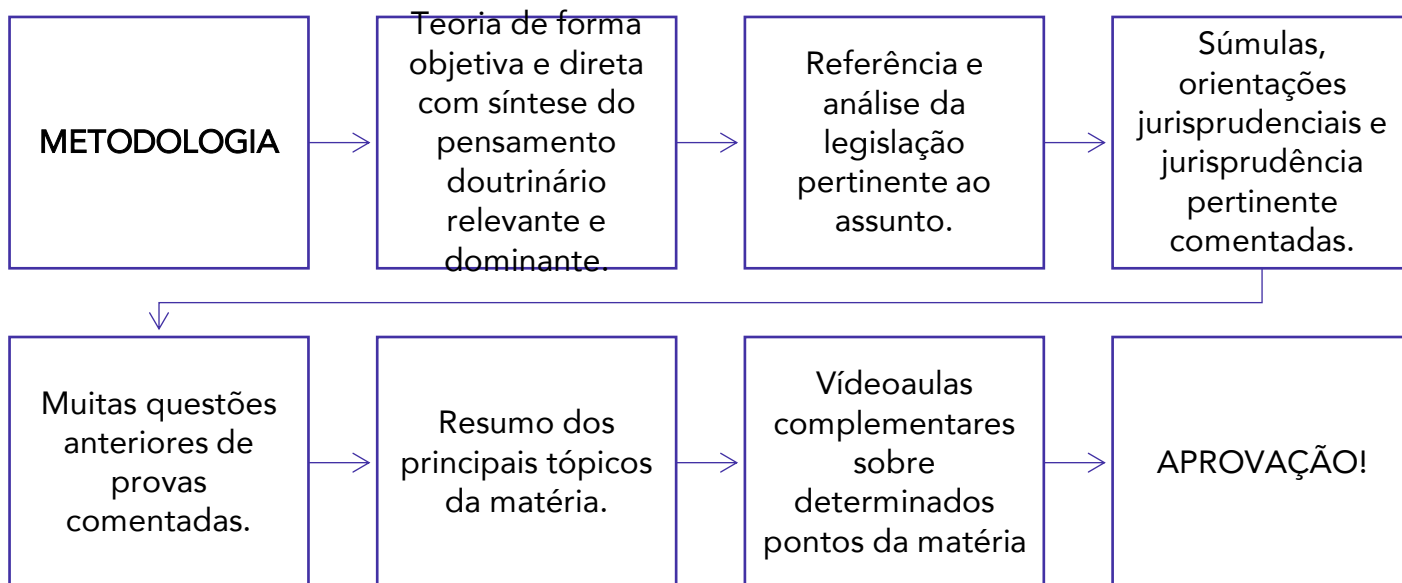 METODOLOGIA
Teoria de forma
objetiva e direta
com síntese do
pensamento
doutrinário
relevante e
dominante.
Referência e
análise da
legislação
pertinente ao
assunto.
Súmulas,
orientações
jurisprudenciais e
jurisprudência
pertinente
comentadas.
Muitas questões
anteriores de
provas
comentadas.
Resumo dos
principais tópicos
da matéria.
Vídeoaulas
complementares
sobre
determinados
pontos da matéria
APROVAÇÃO!